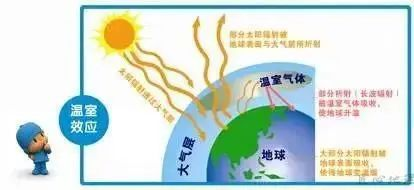 温室
效应
太阳辐射透过大气层
部分太阳辐射被
地球表面与大气层所折射
温室气体
大气层
地球
部分所射（长波辐射）
被温室气体吸收，
使地球升温
大部分太阳辐射被
地球表面吸收，
使得地球变温暖